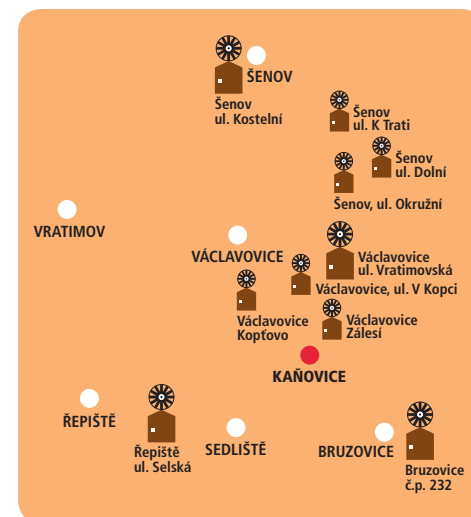 ŠENOV
Šenov
ul. Kostelní
Šenov
ul. K Trati
Šenov
ul. Dolní
Šenov, ul. Okružní
VRATIMOV
VÁCLAVOVICE
Václavovice
ul. Vratimovská
Václavovice, ul. V Kopci
Václavovice
Kopťovo
Václavovice
Zálesí
KAŇOVICE
ŘEPIŠTĚ
Řepiště
ul. Selská
SEDLIŠTĚ
BRUZOVICE
Bruzovice
č.p. 232